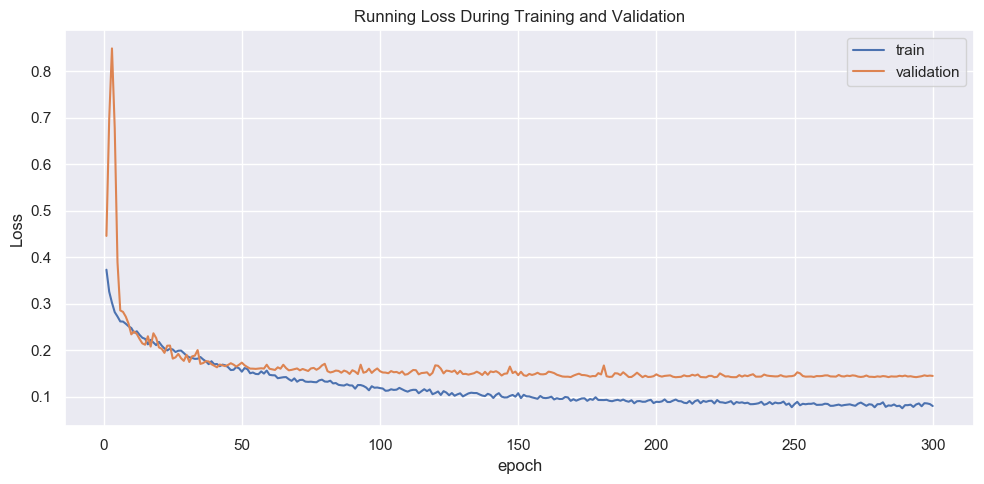 Running Loss During Training and Validation
train
validation
0.8
0.7
0.6
0.5
0.4
0.3
0.2
0.1
Loss
0 50 100 150 200 250 300
epoch